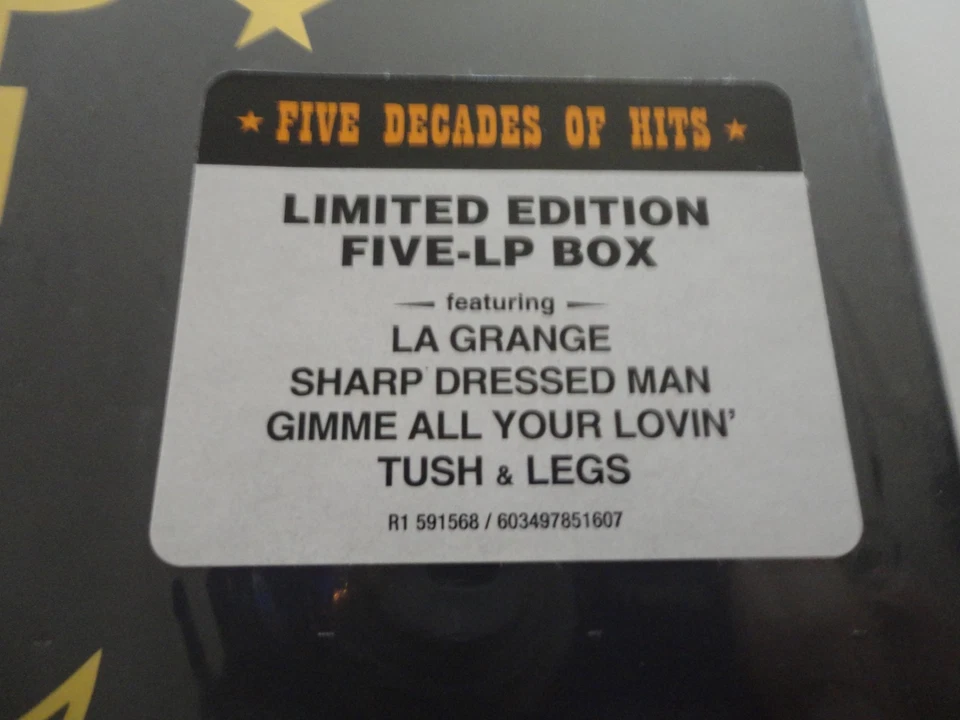 ★ FIVE DECADES OF HITS ★
LIMITED EDITION
FIVE-LP BOX
featuring
LA GRANGE
SHARP DRESSED MAN
GIMME ALL YOUR LOVIN'
TUSH & LEGS
R1 591568 / 603497851607